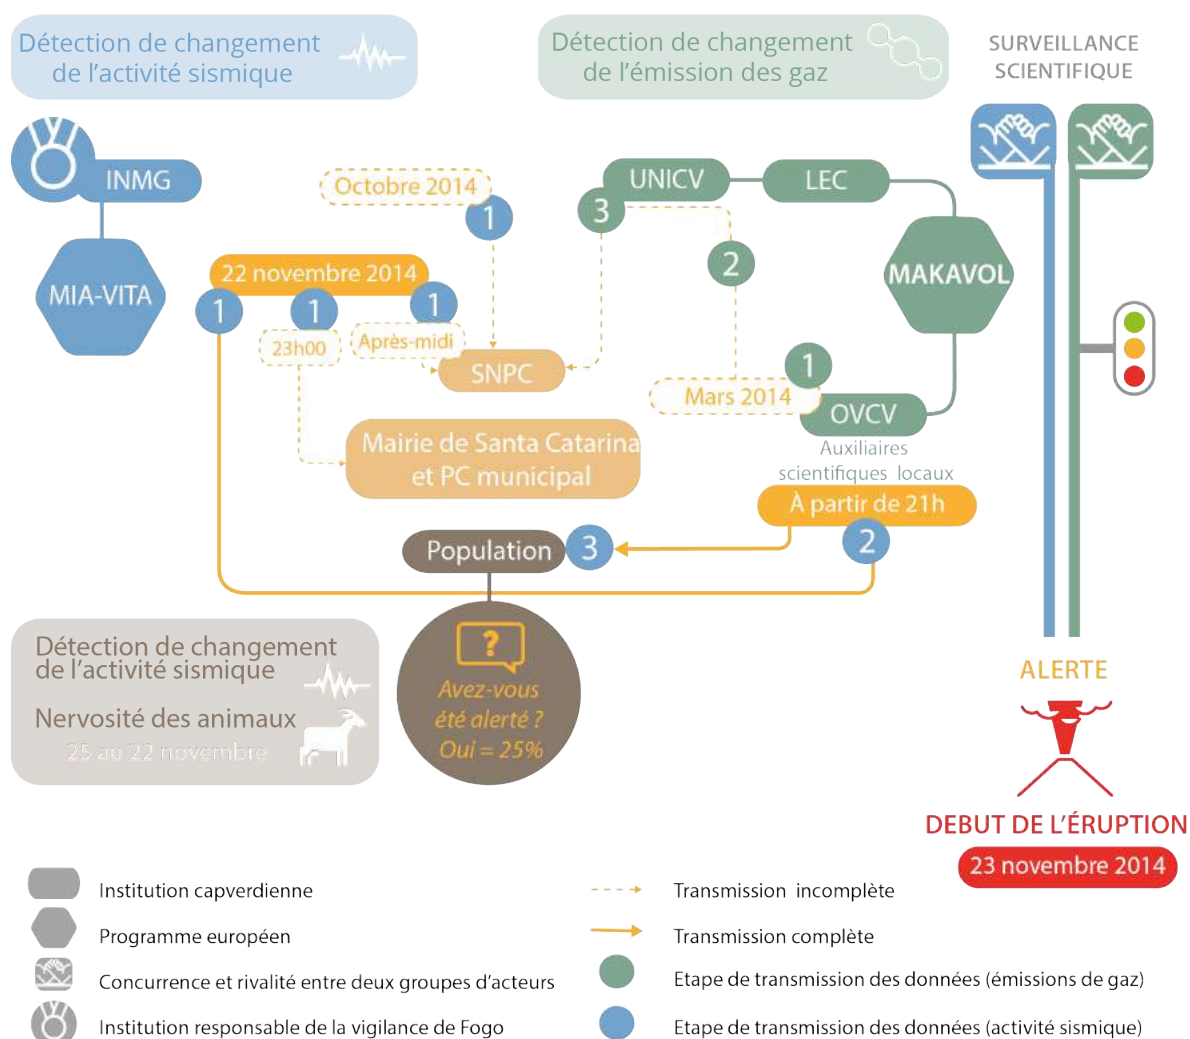 Détection de changement
de l’activité sismique
Détection de changement
de l’émission des gaz
SURVEILLANCE
SCIENTIFIQUE
INMG
MIA-VITA
Octobre 2014
1
22 novembre 2014
1
1
1
23h00
Après-midi
SNPC
Mairie de Santa Catarina
et PC municipal
UNICV
LEC
3
2
MAKAVOL
1
Mars 2014
OVCV
Auxiliaires
scientifiques locaux
À partir de 21h
2
Population
3
?
Avez-vous
été alerté ?
Oui = 25%
Détection de changement
de l’activité sismique
Nervosité des animaux
25 au 22 novembre
ALERTE
DEBUT DE L’ÉRUPTION
23 novembre 2014
Institution capverdienne
Programme européen
Concurrence et rivalité entre deux groupes d’acteurs
Institution responsable de la vigilance de Fogo
Transmission incomplète
Transmission complète
Etape de transmission des données (émissions de gaz)
Etape de transmission des données (activité sismique)